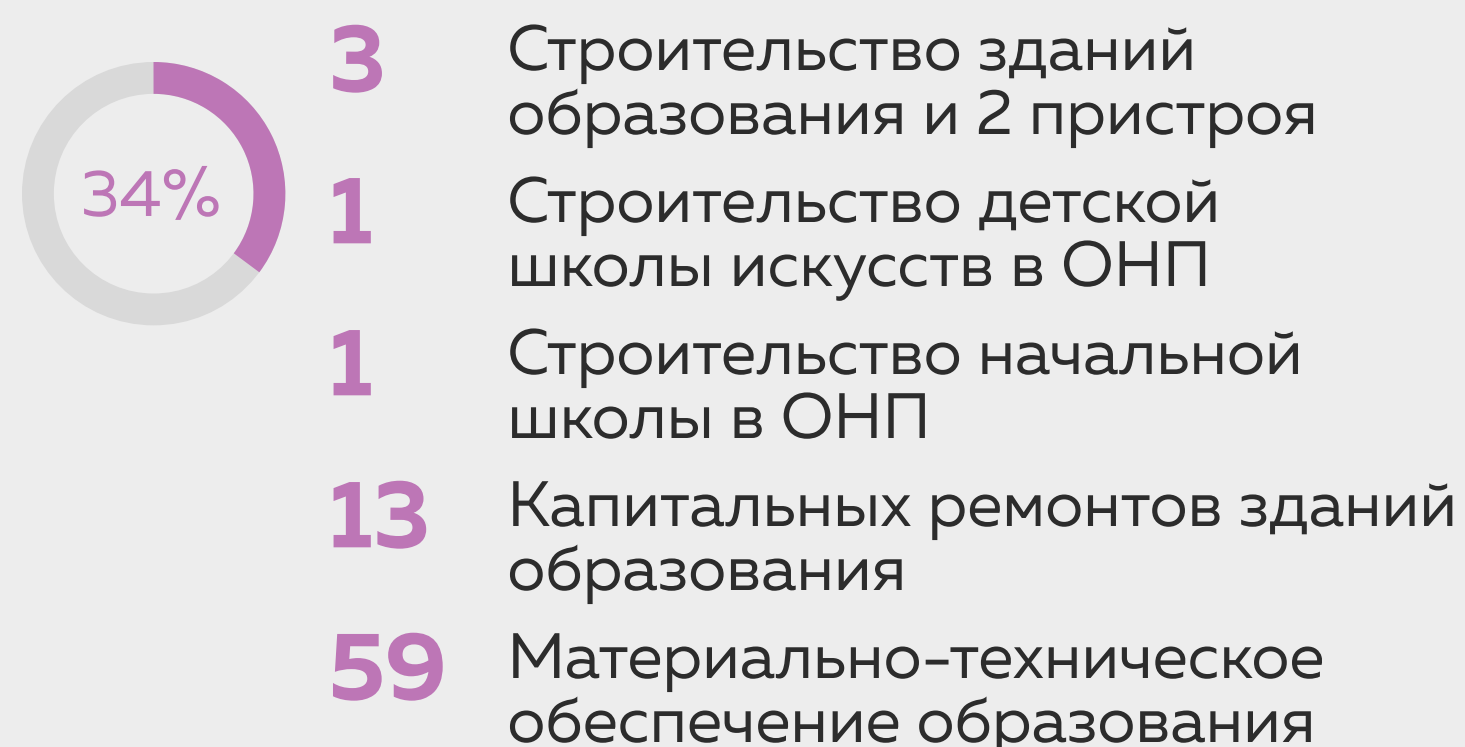 34%
3
Строительство зданий
образования и 2 пристроя
1
Строительство детской
школы искусств в ОНП
1
Строительство начальной
школы в ОНП
13
Капитальных ремонтов зданий
образования
59
Материально-техническое
обеспечение образования